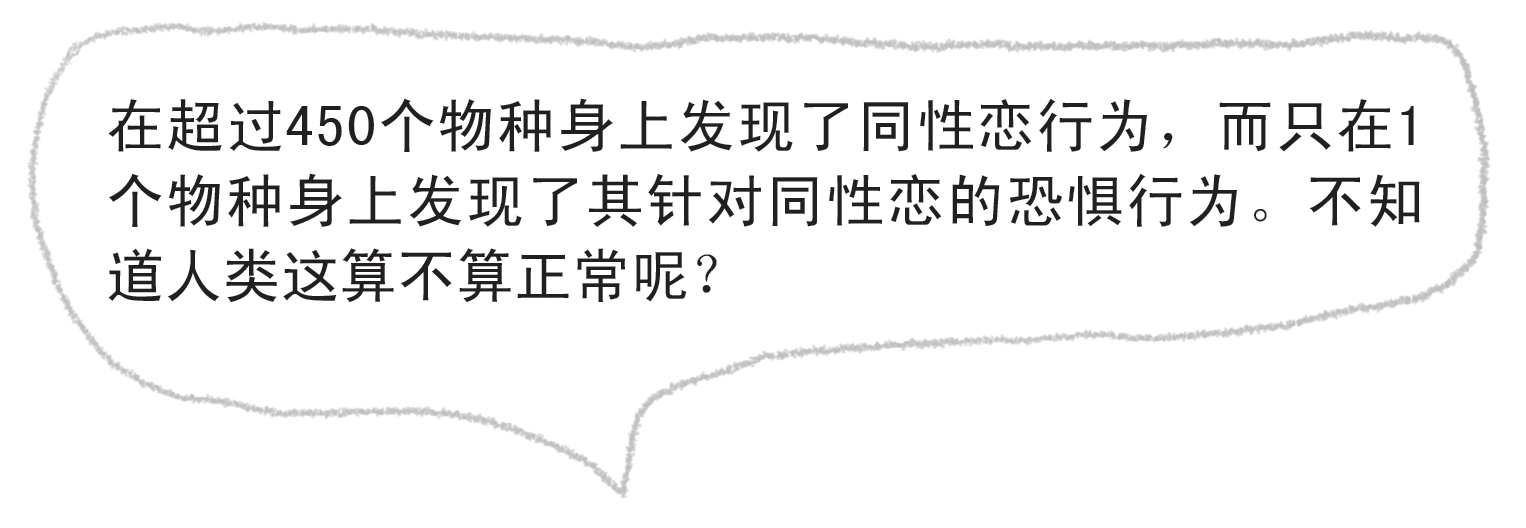 在超过450个物种身上发现了同性恋行为，而只在1
个物种身上发现了其针对同性恋的恐惧行为。不知
道人类这算不算正常呢？